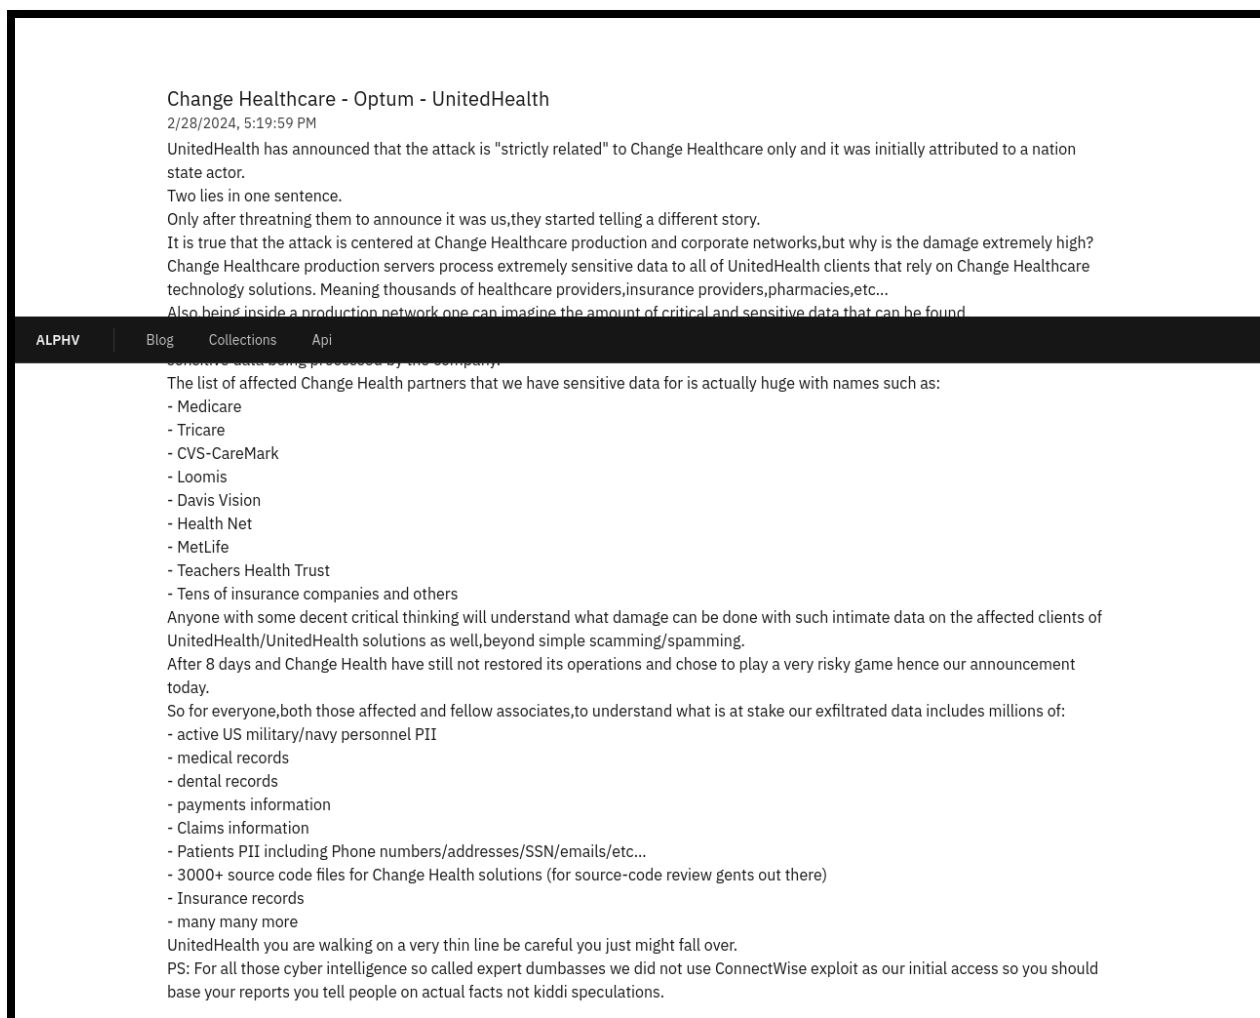 Change Healthcare - Optum - UnitedHealth
2/28/2024, 5:19:59 PM
UnitedHealth has announced that the attack is "strictly related" to Change Healthcare only and it was initially attributed to a nation
state actor.
Two lies in one sentence.
Only after threatning them to announce it was us,they started telling a different story.
It is true that the attack is centered at Change Healthcare production and corporate networks,but why is the damage extremely high?
Change Healthcare production servers process extremely sensitive data to all of UnitedHealth clients that rely on Change Healthcare
technology solutions. Meaning thousands of healthcare providers,insurance providers,pharmacies,etc...
Also being inside a production network one can imagine the amount of critical and sensitive data that can be found
ALPHV Blog Collections Api
sensitive data being processed by the company.
The list of affected Change Health partners that we have sensitive data for is actually huge with names such as:
- Medicare
- Tricare
- CVS-CareMark
- Loomis
- Davis Vision
- Health Net
- MetLife
- Teachers Health Trust
- Tens of insurance companies and others
Anyone with some decent critical thinking will understand what damage can be done with such intimate data on the affected clients of
UnitedHealth/UnitedHealth solutions as well,beyond simple scamming/spamming.
After 8 days and Change Health have still not restored its operations and chose to play a very risky game hence our announcement
today.
So for everyone,both those affected and fellow associates,to understand what is at stake our exfiltrated data includes millions of:
- active US military/navy personnel PII
- medical records
- dental records
- payments information
- Claims information
- Patients PII including Phone numbers/addresses/SSN/emails/etc...
- 3000+ source code files for Change Health solutions (for source-code review gents out there)
- Insurance records
- many many more
UnitedHealth you are walking on a very thin line be careful you just might fall over.
PS: For all those cyber intelligence so called expert dumbasses we did not use ConnectWise exploit as our initial access so you should
base your reports you tell people on actual facts not kiddi speculations.